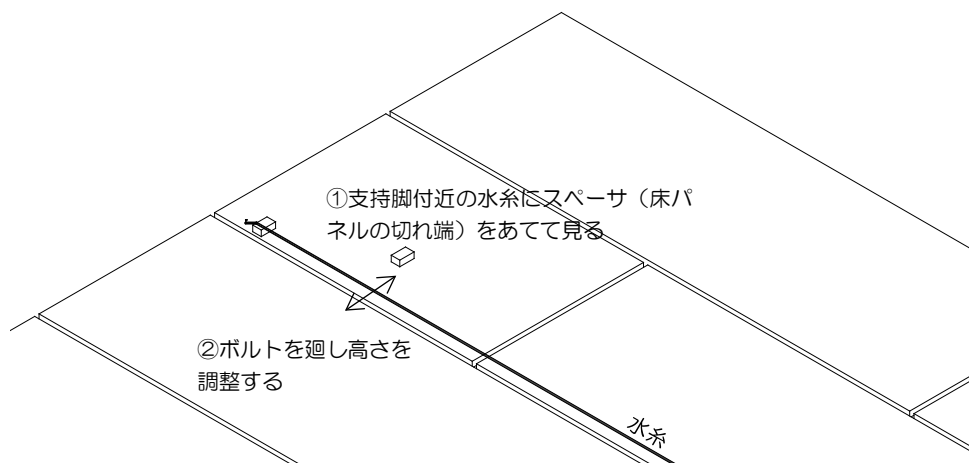 ①支持脚付近の水糸にスペーサ（床パ
ネルの切れ端）をあてて見る
②ボルトを廻し高さを
調整する
水糸